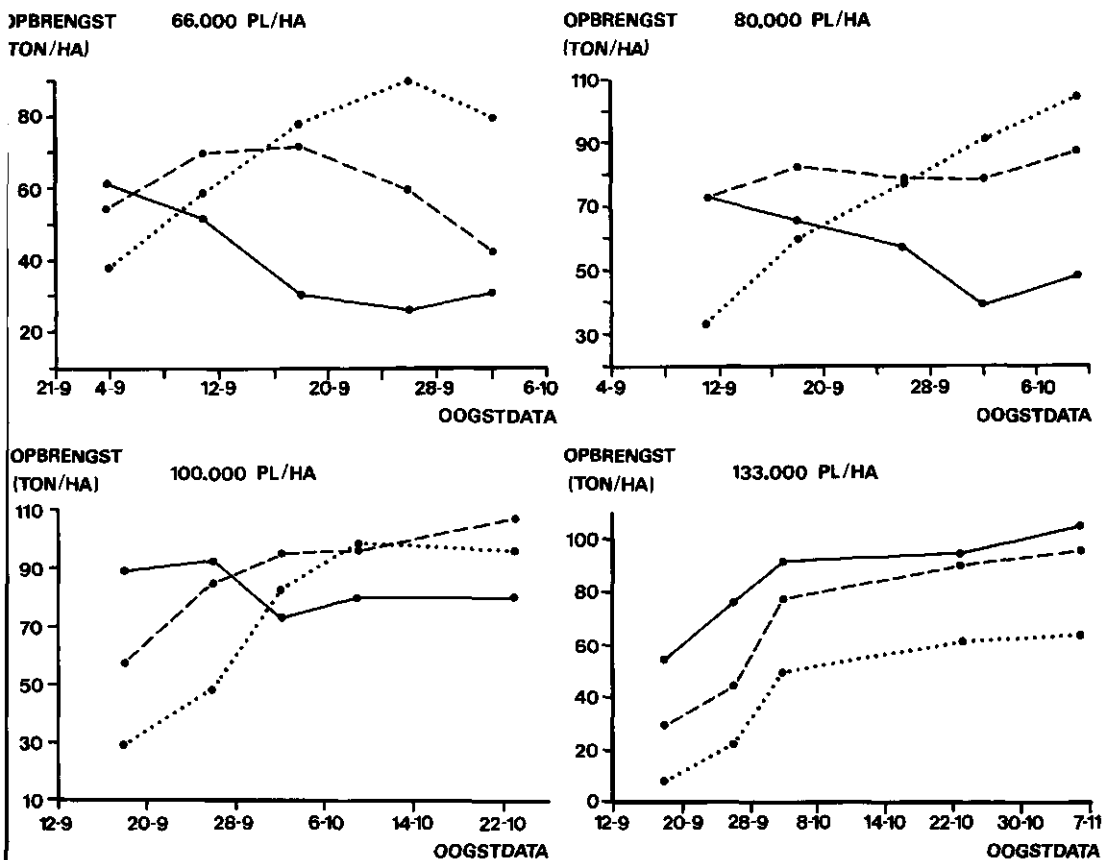 OPBRENGST 66.000 PL/HA
(TON/HA)
80
60
40
20
21-9 4-9 12-9 20-9 28-9 6-10
OOGSTDATA
OPBRENGST 80.000 PL/HA
(TON/HA)
110
90
70
50
30
4-9 12-9 20-9 28-9 6-10
OOGSTDATA
OPBRENGST 100.000 PL/HA
(TON/HA)
110
90
70
50
30
10
12-9 20-9 28-9 6-10 14-10 22-10
OOGSTDATA
OPBRENGST 133.000 PL/HA
(TON/HA)
100
80
60
40
20
0
12-9 20-9 28-9 8-10 14-10 22-10 30-10 7-11
OOGSTDATA